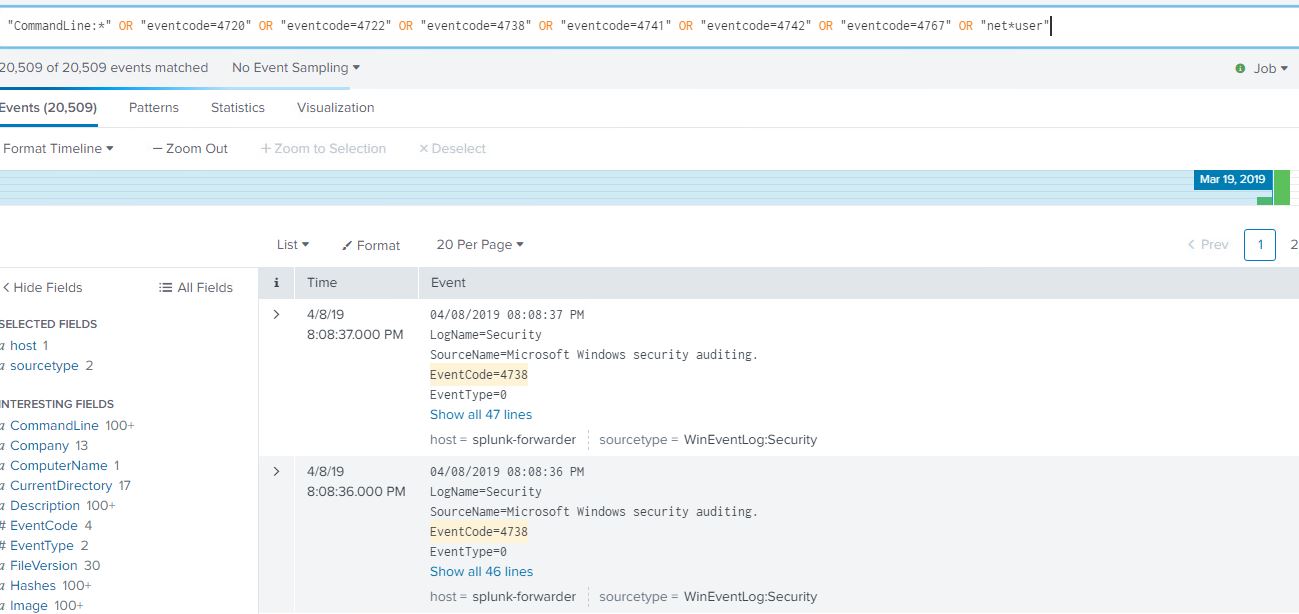 "CommandLine:*" OR "eventcode=4720" OR "eventcode=4722" OR "eventcode=4738" OR "eventcode=4741" OR "eventcode=4742" OR "eventcode=4767" OR "net*user"
20,509 of 20,509 events matched No Event Sampling Job
Events (20,509) Patterns Statistics Visualization
Format Timeline — Zoom Out + Zoom to Selection × Deselect
Mar 19, 2019
List Format 20 Per Page < Prev 1 2
< Hide Fields All Fields
i Time Event
SELECTED FIELDS
a host 1
a sourcetype 2
INTERESTING FIELDS
a CommandLine 100+
a Company 13
a ComputerName 1
a CurrentDirectory 17
a Description 100+
# EventCode 4
# EventType 2
a FileVersion 30
a Hashes 100+
a Image 100+
> 4/8/19
8:08:37.000 PM
04/08/2019 08:08:37 PM
LogName=Security
SourceName=Microsoft Windows security auditing.
EventCode=4738
EventType=0
Show all 47 lines
host = splunk-forwarder sourcetype = WinEventLog:Security
> 4/8/19
8:08:36.000 PM
04/08/2019 08:08:36 PM
LogName=Security
SourceName=Microsoft Windows security auditing.
EventCode=4738
EventType=0
Show all 46 lines
host = splunk-forwarder sourcetype = WinEventLog:Security